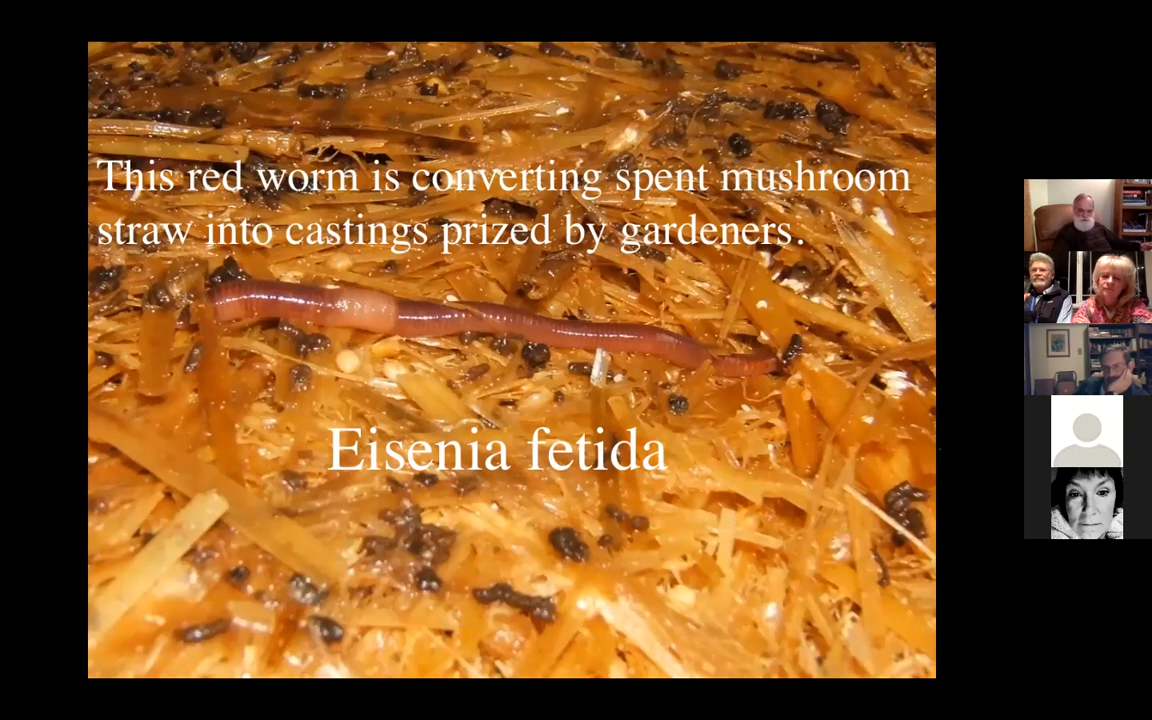 This red worm is converting spent mushroom
straw into castings prized by gardeners.
Eisenia fetida